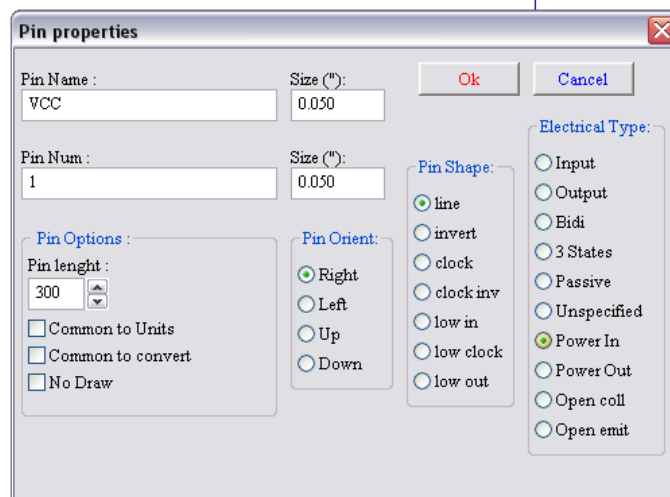 Pin properties
Pin Name :
VCC
Size ("):
0.050
Ok
Cancel
Pin Num :
1
Size ("):
0.050
Pin Options :
Pin lenght :
300
Common to Units
Common to convert
No Draw
Pin Orient:
Right
Left
Up
Down
Pin Shape:
line
invert
clock
clock inv
low in
low clock
low out
Electrical Type:
Input
Output
Bidi
3 States
Passive
Unspecified
Power In
Power Out
Open coll
Open emit